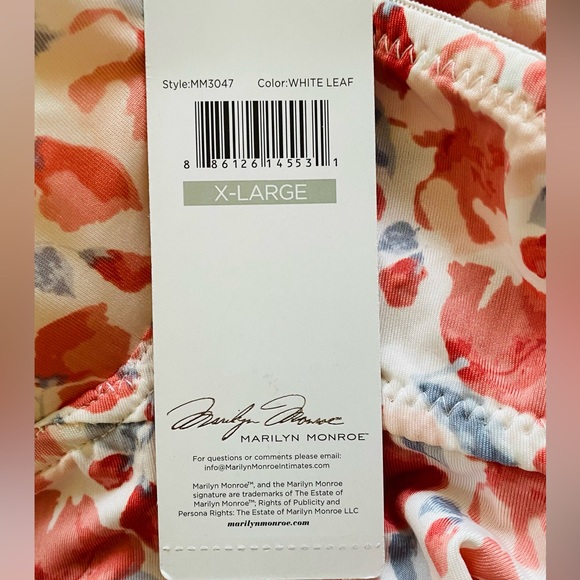 Style:MM3047 Color:WHITE LEAF
8 86126 14553 1
X-LARGE
Marilyn Monroe
MARILYN MONROE™
For questions or comments please email:
info@MarilynMonroeIntimates.com
Marilyn Monroe™, and the Marilyn Monroe
signature are trademarks of The Estate of
Marilyn Monroe™; Rights of Publicity and
Persona Rights: The Estate of Marilyn Monroe LLC
marilynmonroe.com